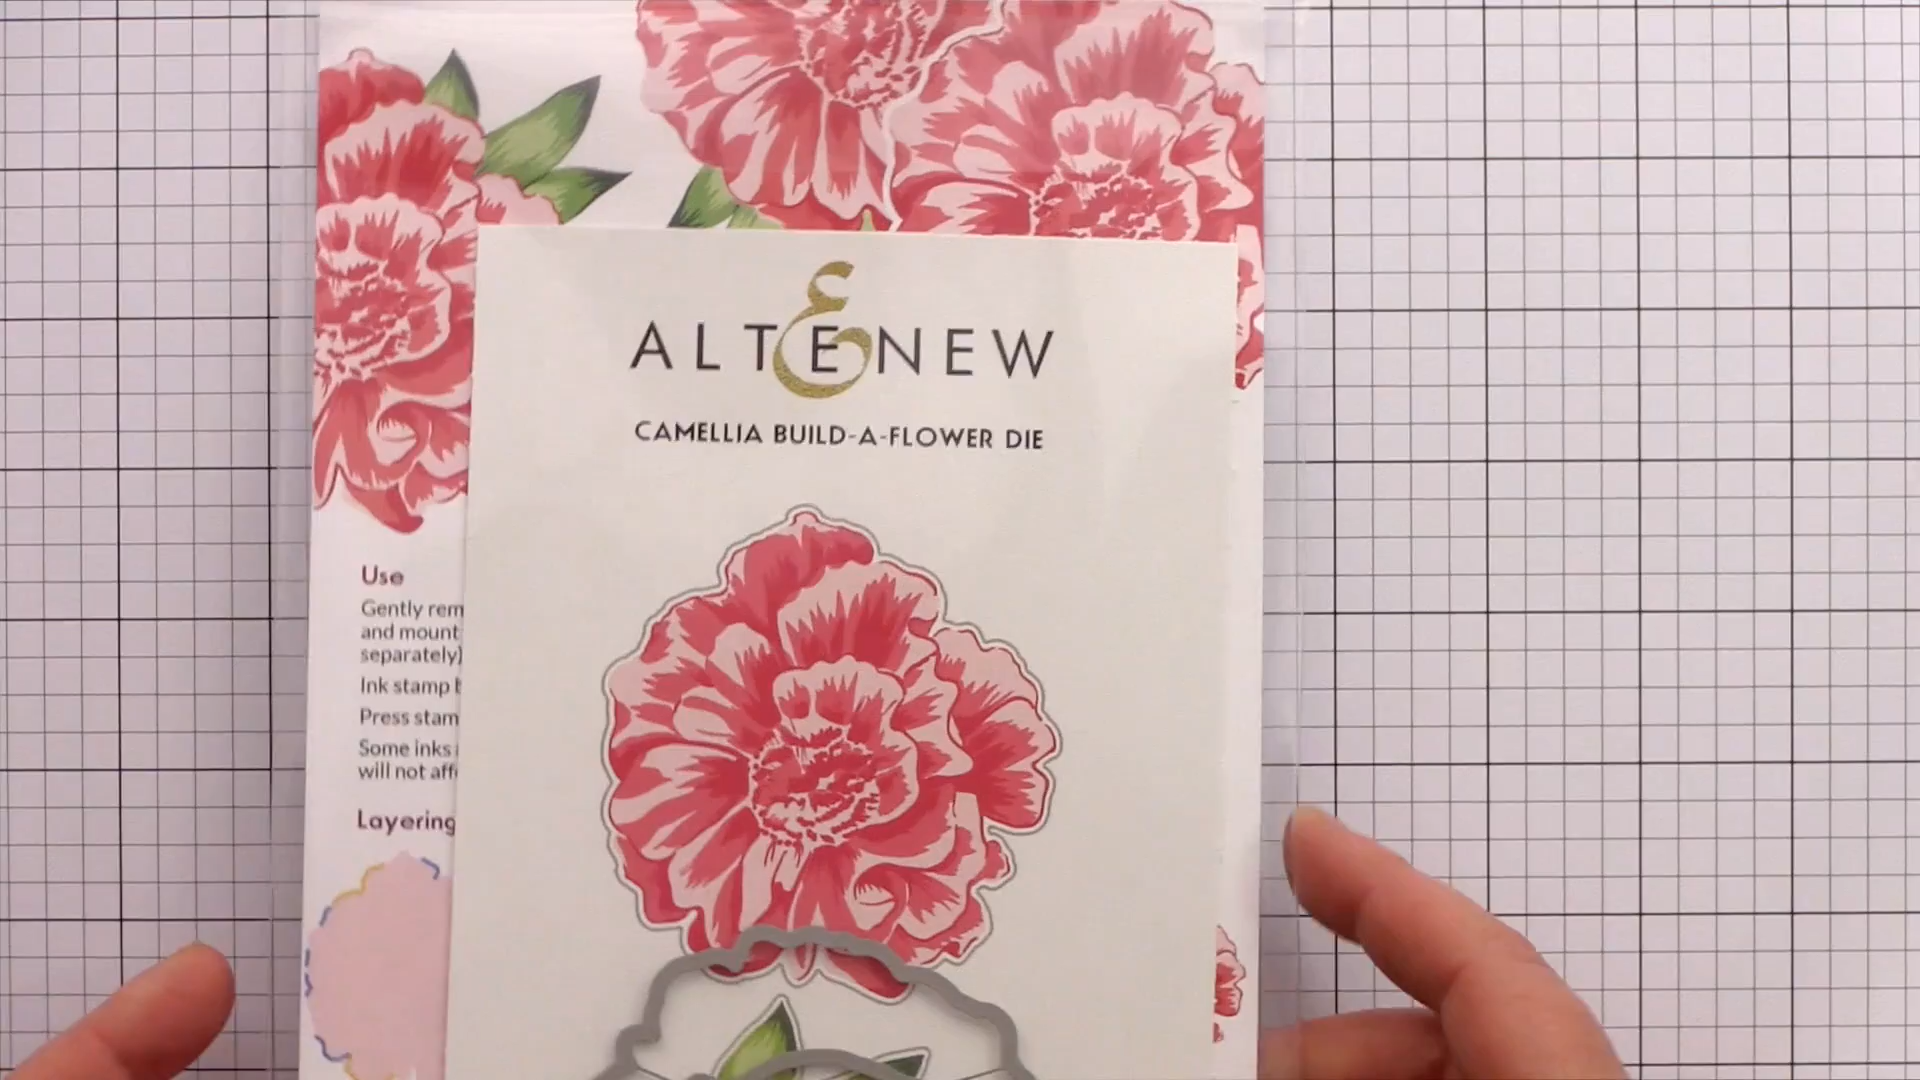 ALTENEW
CAMELLIA BUILD-A-FLOWER DIE
Use
Gently rem
and mount
separately)
Ink stamp
Press stam
Some inks
will not aff
Layering